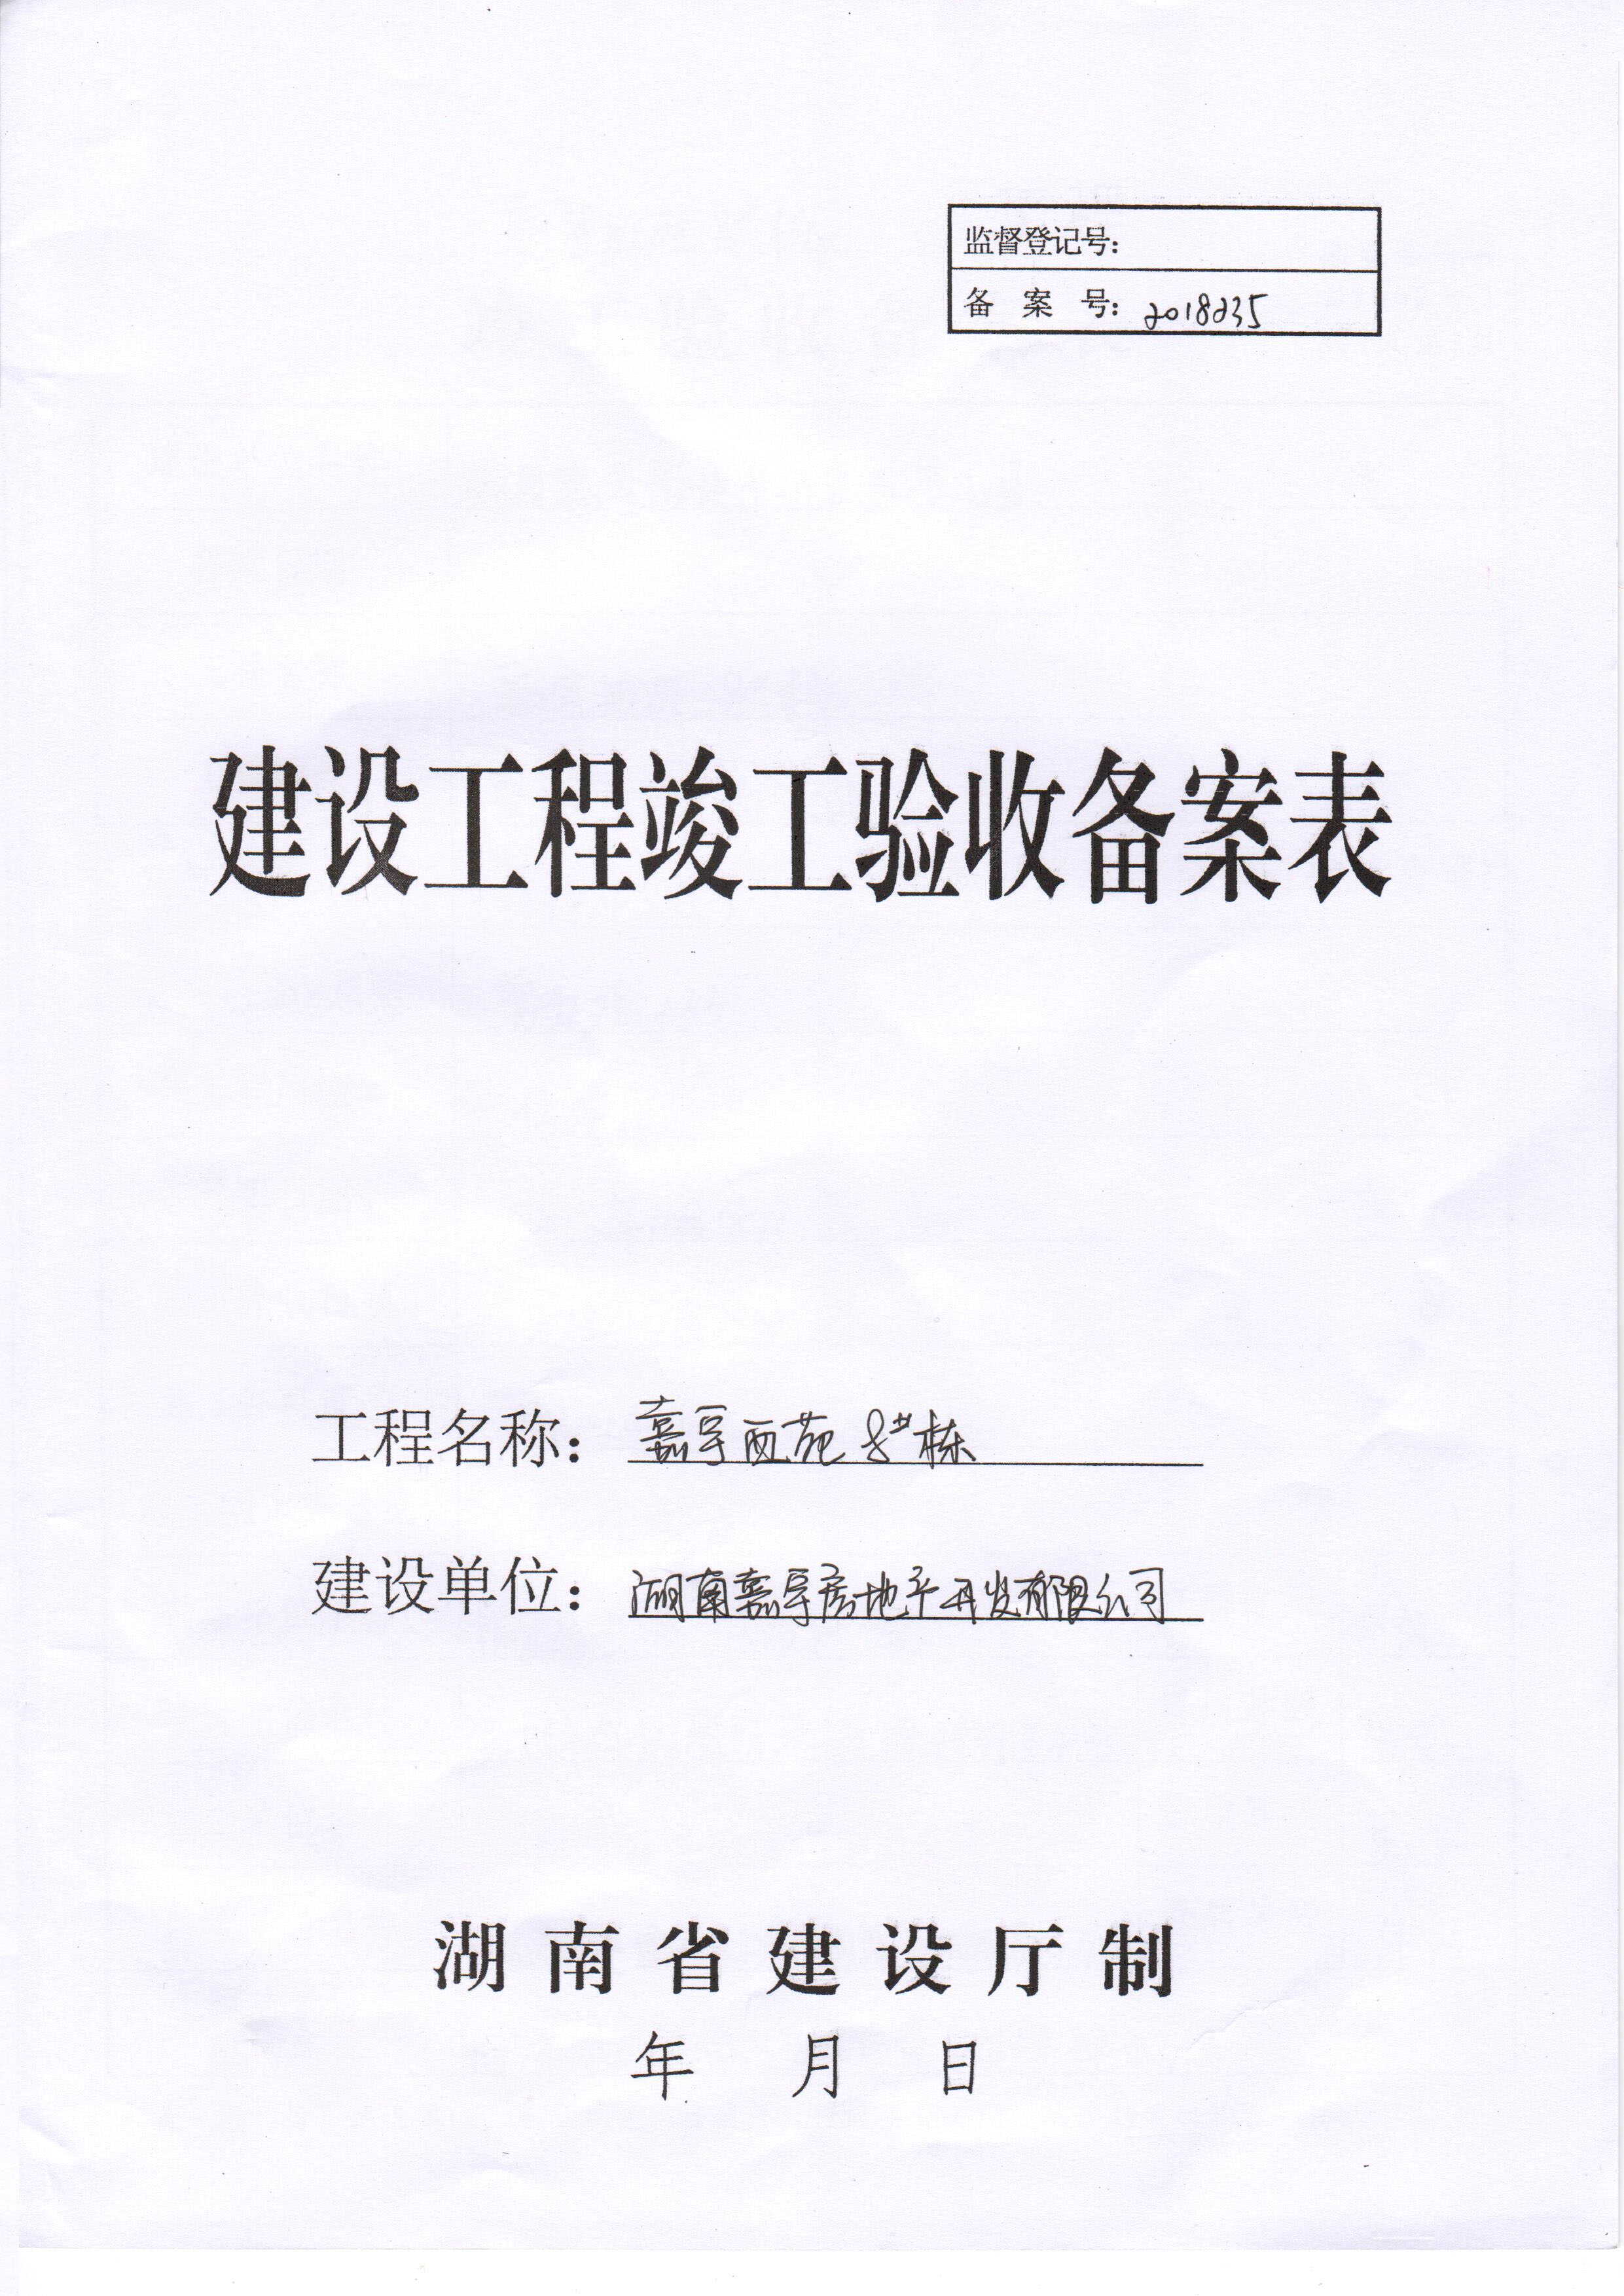 监督登记号：
备 案 号：2018235
建设工程竣工验收备案表
工程名称：嘉宇西苑8#栋
建设单位：湖南嘉宇房地产开发有限公司
湖南省建设厅制
年 月 日